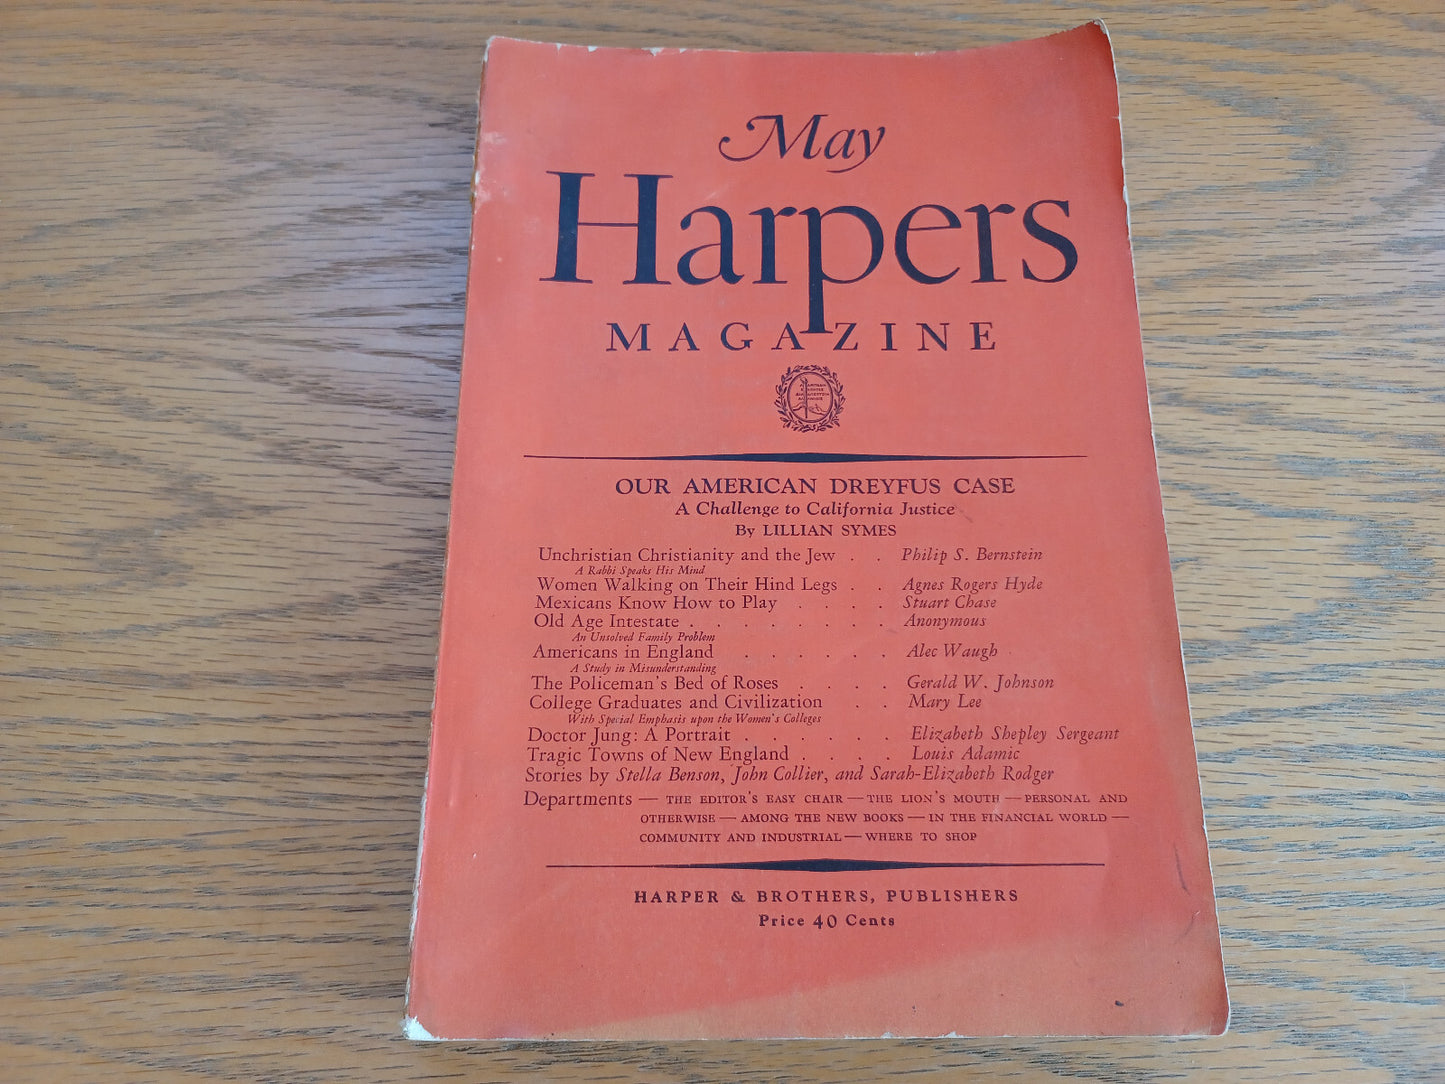 May
Harpers
MAGAZINE
OUR AMERICAN DREYFUS CASE
A Challenge to California Justice
By LILLIAN SYMES
Unchristian Christianity and the Jew . . Philip S. Bernstein
A Rabbi Speaks His Mind
Women Walking on Their Hind Legs . . Agnes Rogers Hyde
Mexicans Know How to Play . . . . Stuart Chase
Old Age Intestate . . . . . . . . Anonymous
An Unsolved Family Problem
Americans in England . . . . . . Alec Waugh
A Study in Misunderstanding
The Policeman's Bed of Roses . . . . Gerald W. Johnson
College Graduates and Civilization . . Mary Lee
With Special Emphasis upon the Women's Colleges
Doctor Jung: A Portrait . . . . . . Elizabeth Shepley Sergeant
Tragic Towns of New England . . . . Louis Adamic
Stories by Stella Benson, John Collier, and Sarah-Elizabeth Rodger
Departments — THE EDITOR'S EASY CHAIR — THE LION'S MOUTH — PERSONAL AND
OTHERWISE — AMONG THE NEW BOOKS — IN THE FINANCIAL WORLD —
COMMUNITY AND INDUSTRIAL — WHERE TO SHOP
HARPER & BROTHERS, PUBLISHERS
Price 40 Cents